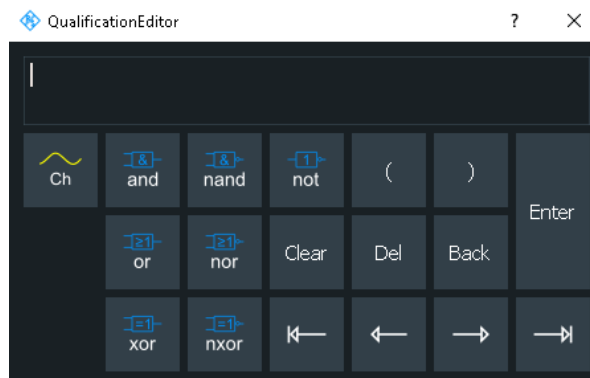 QualificationEditor ? ×
& & 1
Ch and nand not ( ) Enter
≥1 ≥1
or nor Clear Del Back
=1 =1
xor nxor